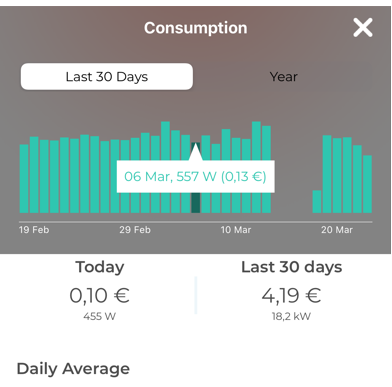 Consumption
Last 30 Days
Year
06 Mar, 557 W (0,13 €)
19 Feb
29 Feb
10 Mar
20 Mar
Today
Last 30 days
0,10 €
4,19 €
455 W
18,2 kW
Daily Average